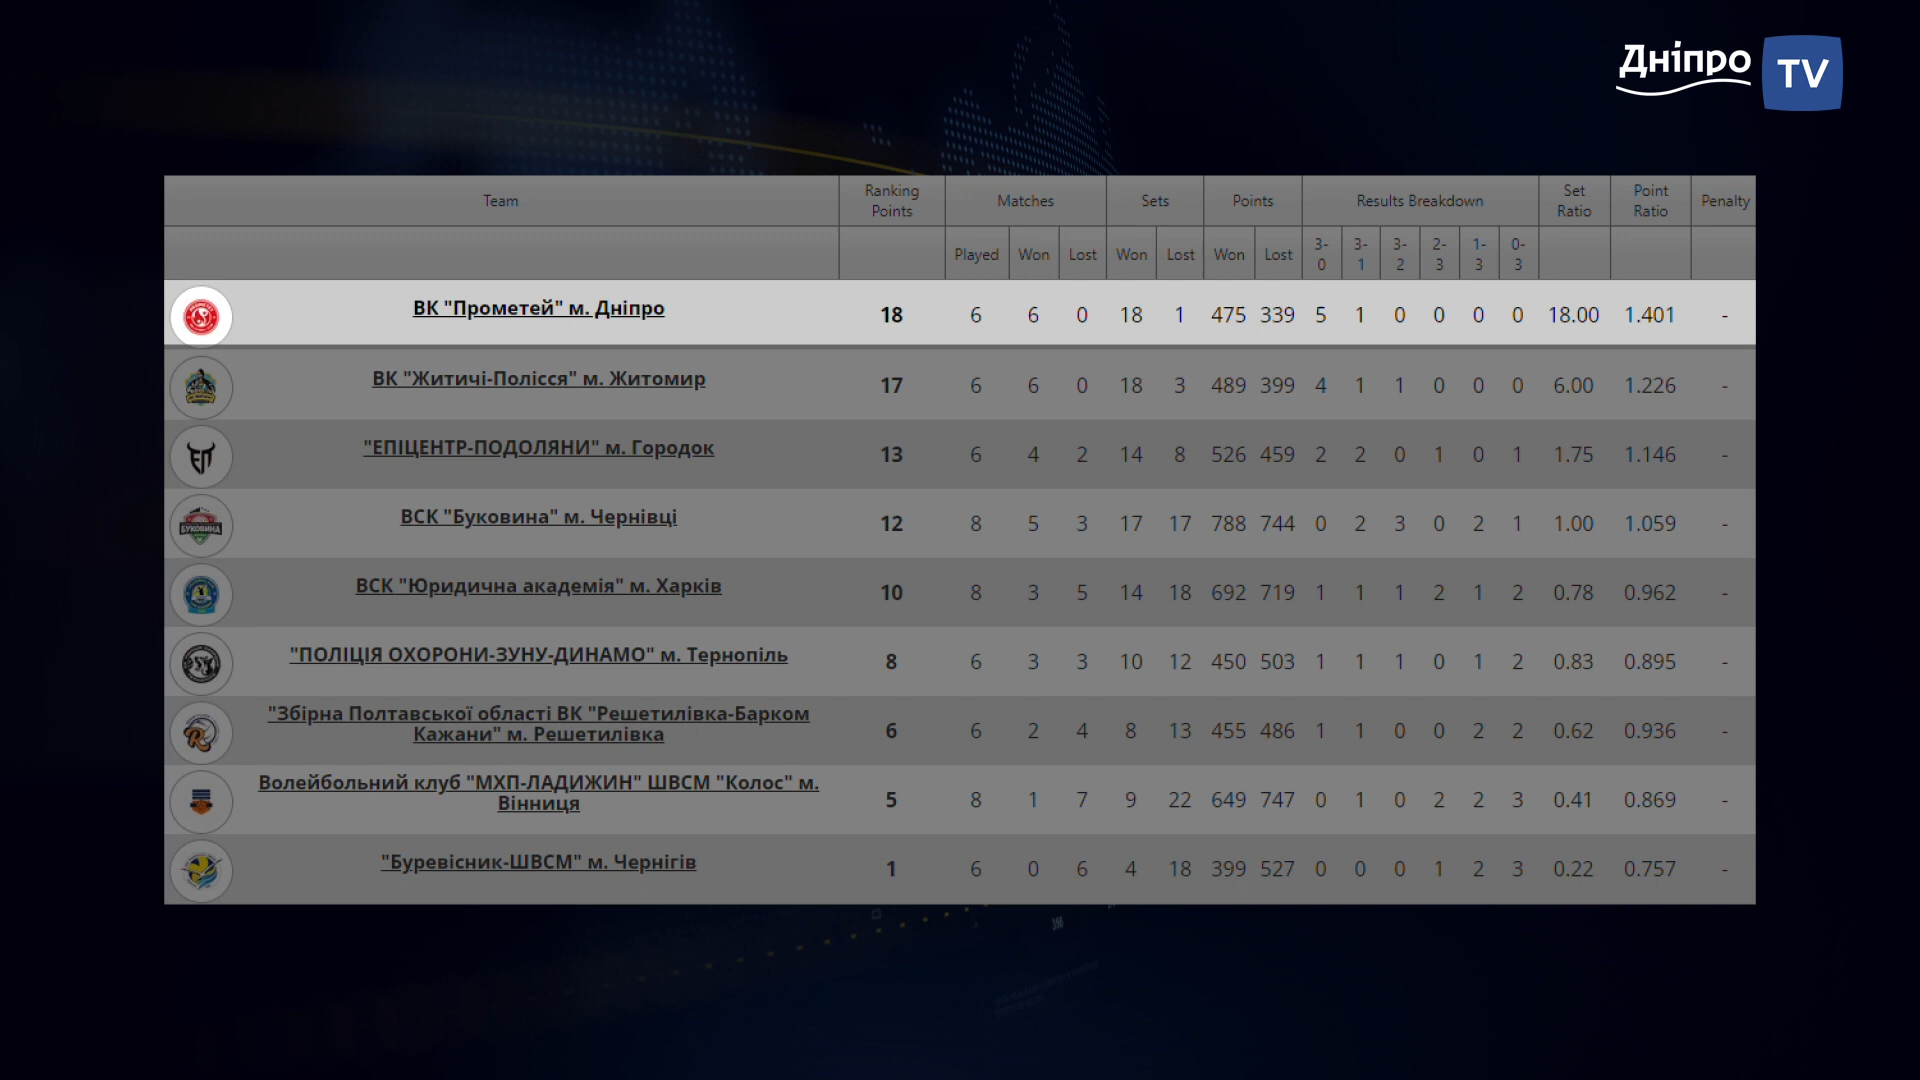 Дніпро TV
Team Ranking Points Matches Sets Points Results Breakdown Set Ratio Point Ratio Penalty
Played Won Lost Won Lost Won Lost 3-0 3-1 3-2 2-3 1-3 0-3
ВК "Прометей" м. Дніпро 18 6 6 0 18 1 475 339 5 1 0 0 0 0 18.00 1.401 -
ВК "Житичі-Полісся" м. Житомир 17 6 6 0 18 3 489 399 4 1 1 0 0 0 6.00 1.226 -
ЕП "ЕПІЦЕНТР-ПОДОЛЯНИ" м. Городок 13 6 4 2 14 8 526 459 2 2 0 1 0 1 1.75 1.146 -
БУКОВИНА ВСК "Буковина" м. Чернівці 12 8 5 3 17 17 788 744 0 2 3 0 2 1 1.00 1.059 -
ВСК "Юридична академія" м. Харків 10 8 3 5 14 18 692 719 1 1 1 2 1 2 0.78 0.962 -
"ПОЛІЦІЯ ОХОРОНИ-ЗУНУ-ДИНАМО" м. Тернопіль 8 6 3 3 10 12 450 503 1 1 1 0 1 2 0.83 0.895 -
"Збірна Полтавської області ВК "Решетилівка-Барком
Кажани" м. Решетилівка 6 6 2 4 8 13 455 486 1 1 0 0 2 2 0.62 0.936 -
Волейбольний клуб "МХП-ЛАДИЖИН" ШВСМ "Колос" м.
Вінниця 5 8 1 7 9 22 649 747 0 1 0 2 2 3 0.41 0.869 -
"Буревісник-ШВСМ" м. Чернігів 1 6 0 6 4 18 399 527 0 0 0 1 2 3 0.22 0.757 -